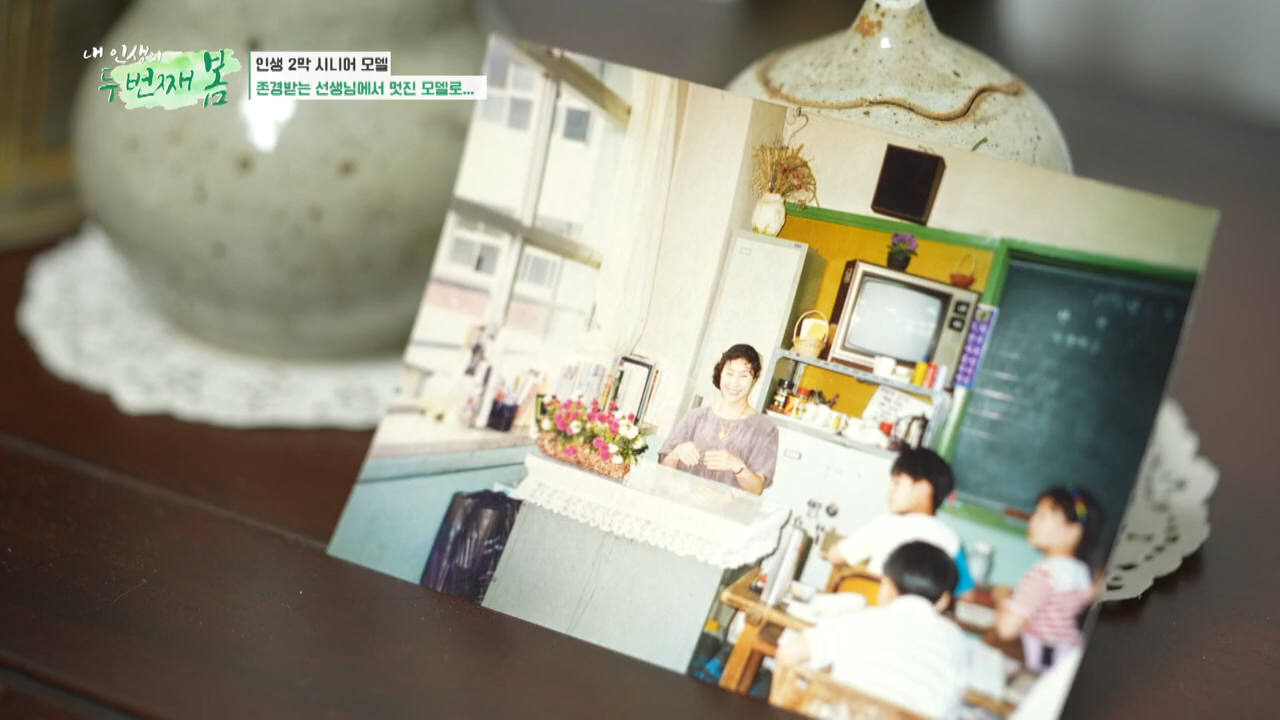 내 인생의
두 번째 봄
인생 2막 시니어 모델
존경받는 선생님에서 멋진 모델로...